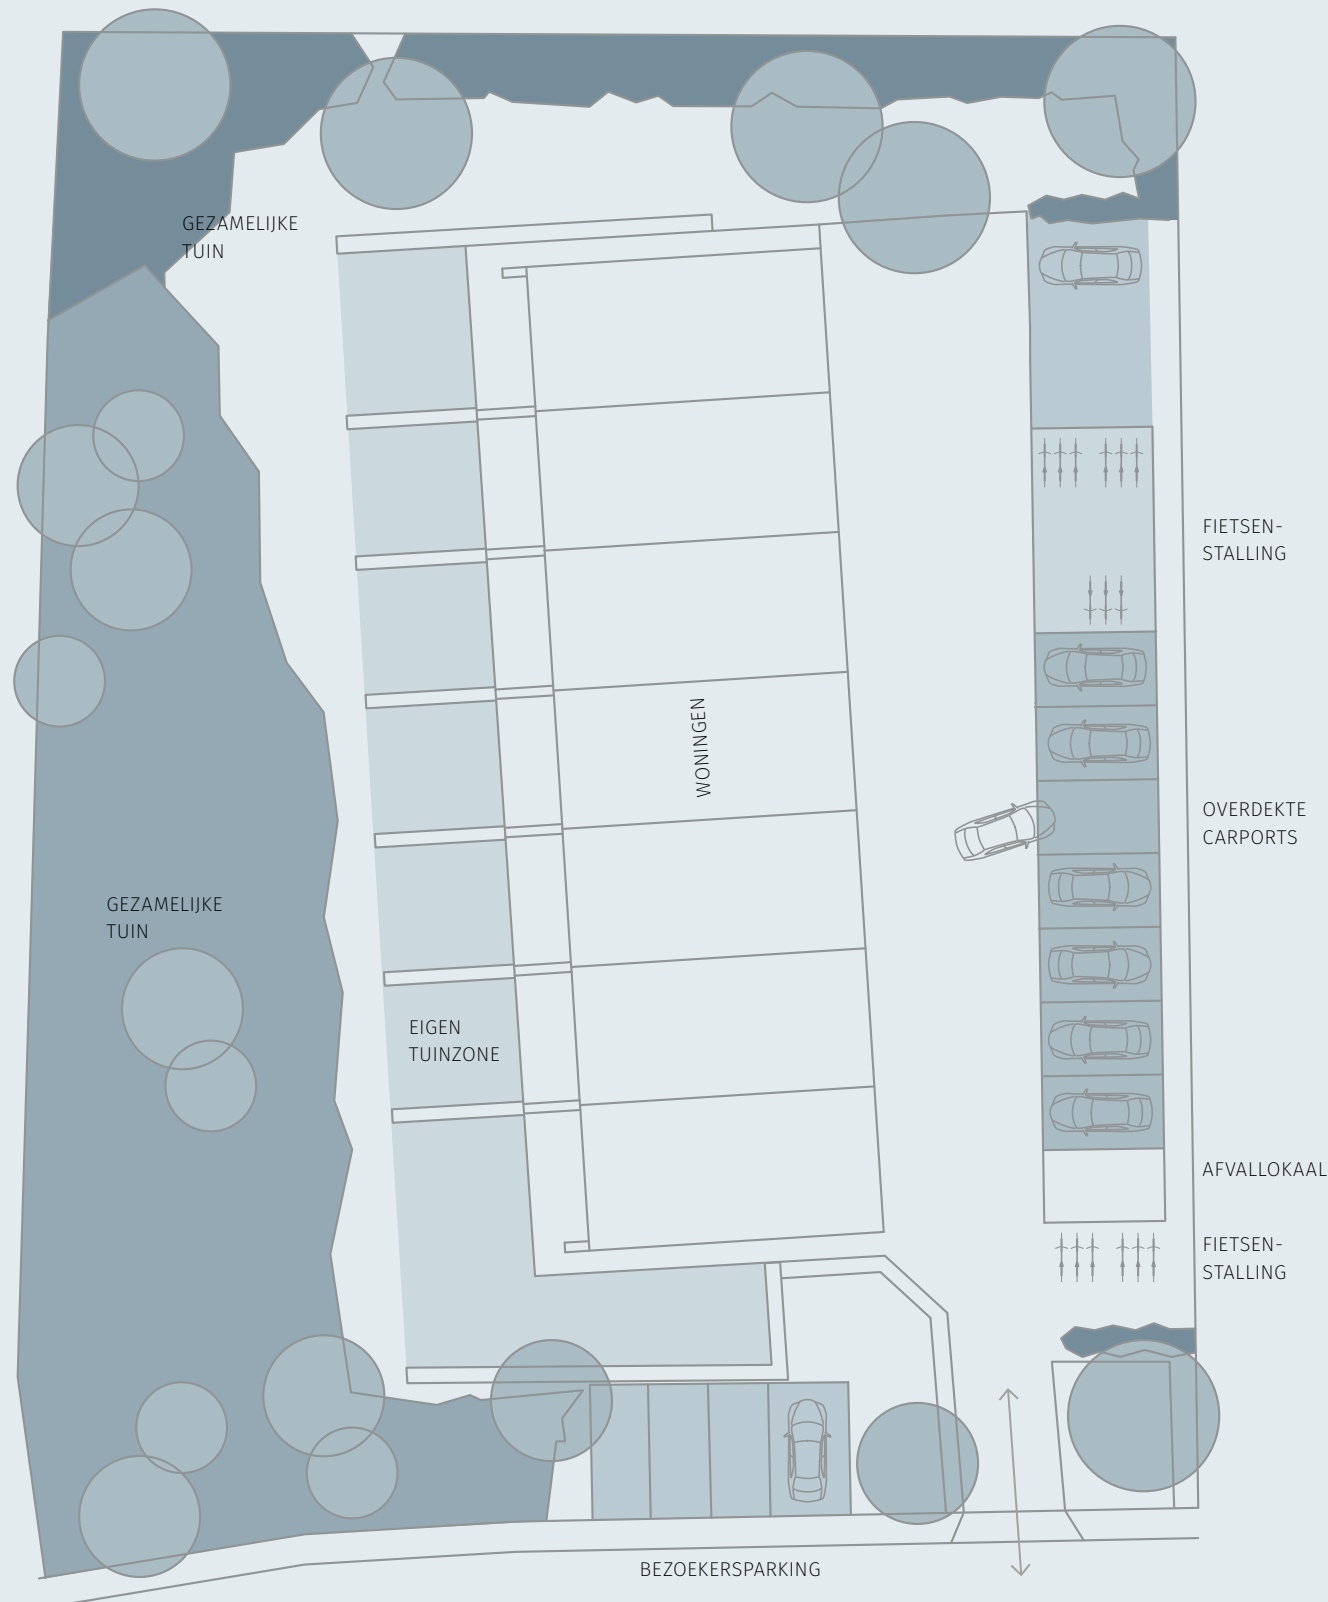 GEZAMELIJKE
TUIN
FIETSEN-
STALLING
WONINGEN
OVERDEKTE
CARPORTS
GEZAMELIJKE
TUIN
EIGEN
TUINZONE
AFVALLOKAAL
FIETSEN-
STALLING
BEZOEKERSPARKING